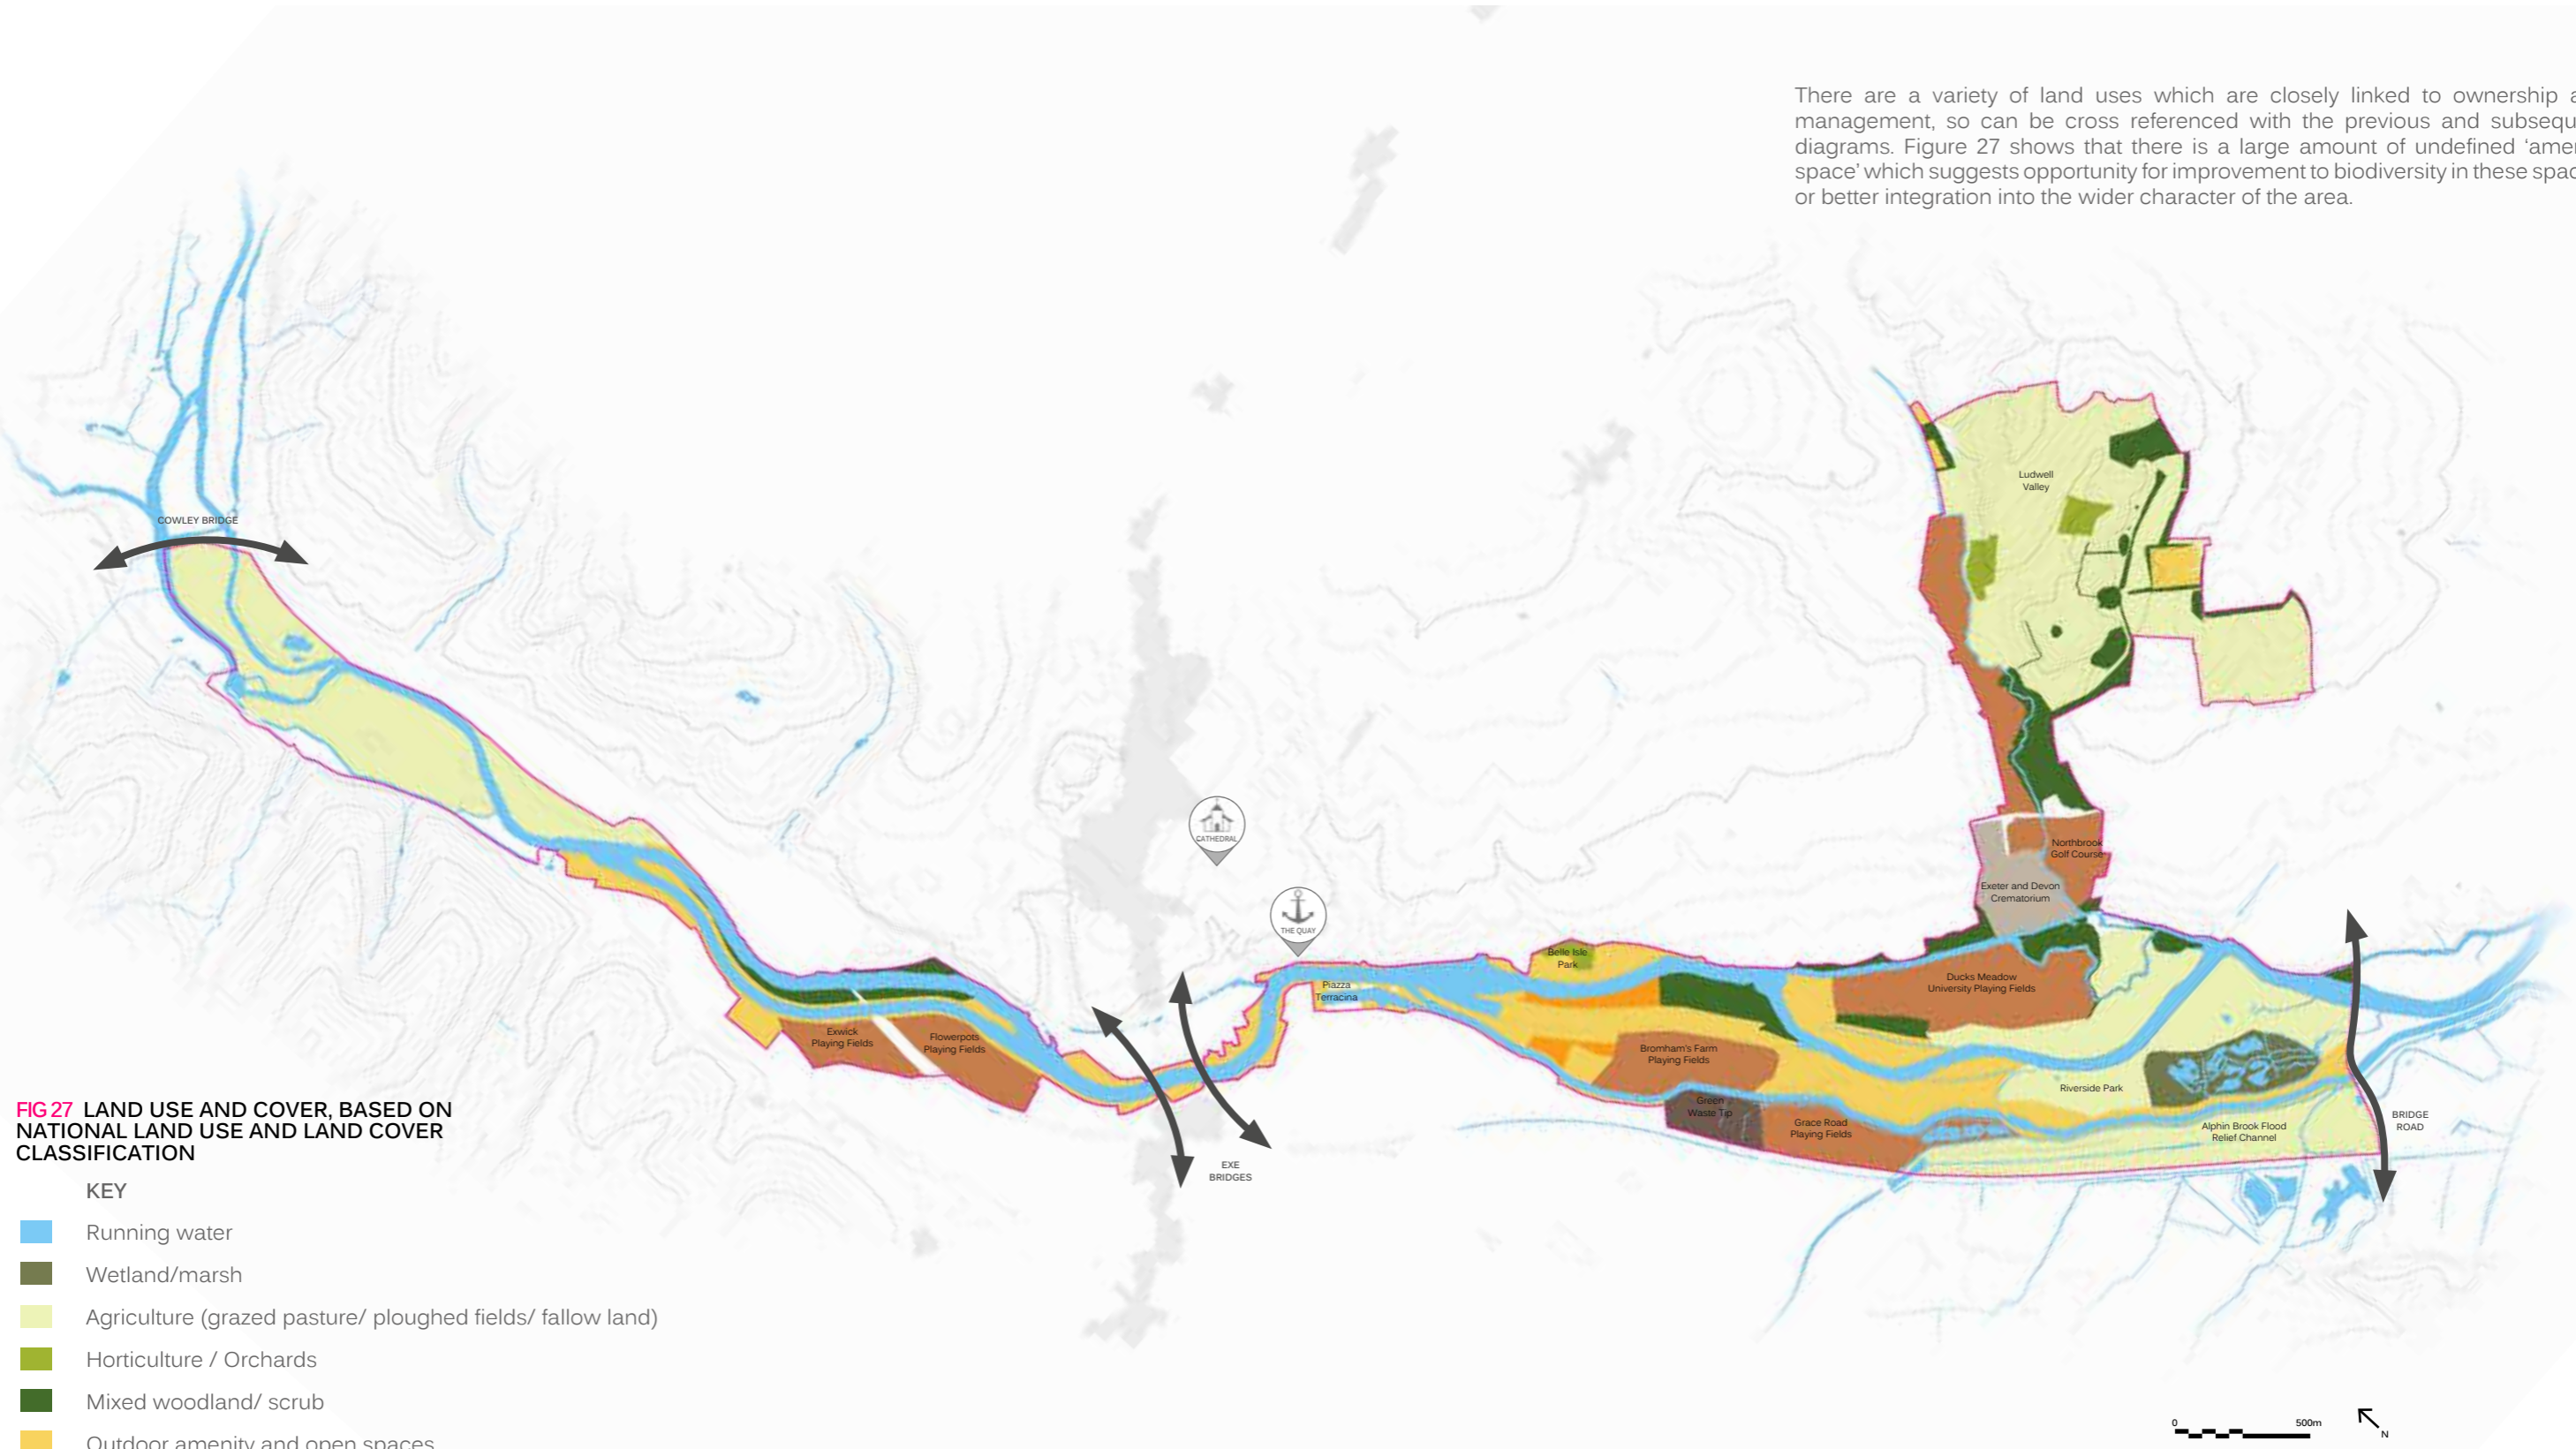 There are a variety of land uses which are closely linked to ownership
management, so can be cross referenced with the previous and
diagrams. Figure 27 shows that there is a large amount of undefined
space' which suggests opportunity for improvement to biodiversity in these
or better integration into the wider character of the area.
COWLEY BRIDGE
Ludwell
Valley
CATHEDRAL
Northbrook
Golf Course
Exeter and Devon
Crematorium
THE QUAY
Belle Isle
Park
Piazza
Terracina
Ducks Meadow
University Playing Fields
Exwick
Playing Fields
Flowerpots
Playing Fields
Bromham's Farm
Playing Fields
Riverside Park
Green
Waste Tip
Grace Road
Playing Fields
Alphin Brook Flood
Relief Channel
BRIDGE
ROAD
EXE
BRIDGES
FIG 27 LAND USE AND COVER, BASED ON
NATIONAL LAND USE AND LAND COVER
CLASSIFICATION
KEY
Running water
Wetland/marsh
Agriculture (grazed pasture/ ploughed fields/ fallow land)
Horticulture / Orchards
Mixed woodland/ scrub
Outdoor amenity and open spaces
0 500m
N